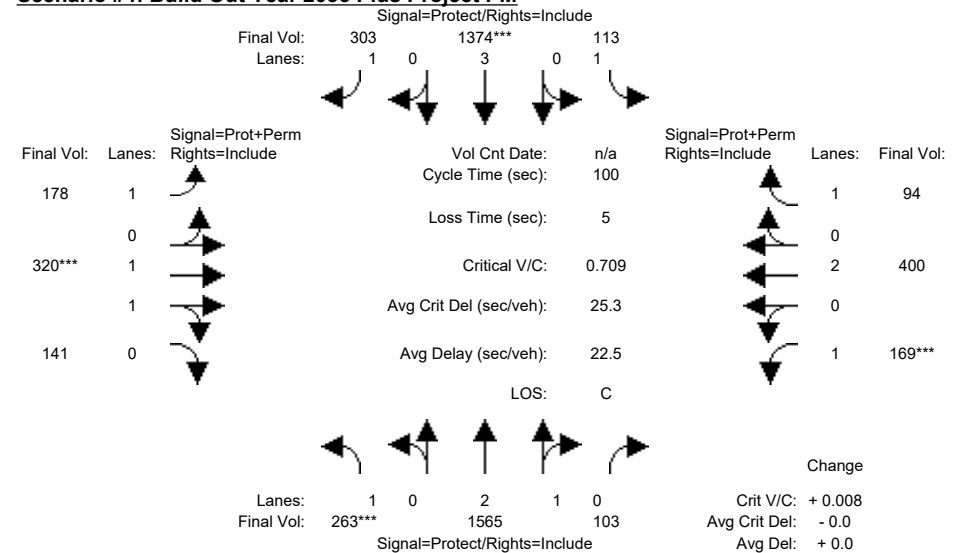 Scenario #4: Build Out Year 2035 Plus Project PM
Signal=Protect/Rights=Include
Final Vol: 303 1374*** 113
Lanes: 1 0 3 0 1
Signal=Prot+Perm Signal=Prot+Perm
Final Vol: Lanes: Rights=Include Vol Cnt Date: n/a Rights=Include Lanes: Final Vol:
Cycle Time (sec): 100
178 1 1 94
Loss Time (sec): 5
0 0
320*** 1 Critical V/C: 0.709 2 400
1 Avg Crit Del (sec/veh): 25.3 0
141 0 Avg Delay (sec/veh): 22.5 1 169***
LOS: C
Change
Lanes: 1 0 2 1 0 Crit V/C: + 0.008
Final Vol: 263*** 1565 103 Avg Crit Del: - 0.0
Signal=Protect/Rights=Include Avg Del: + 0.0